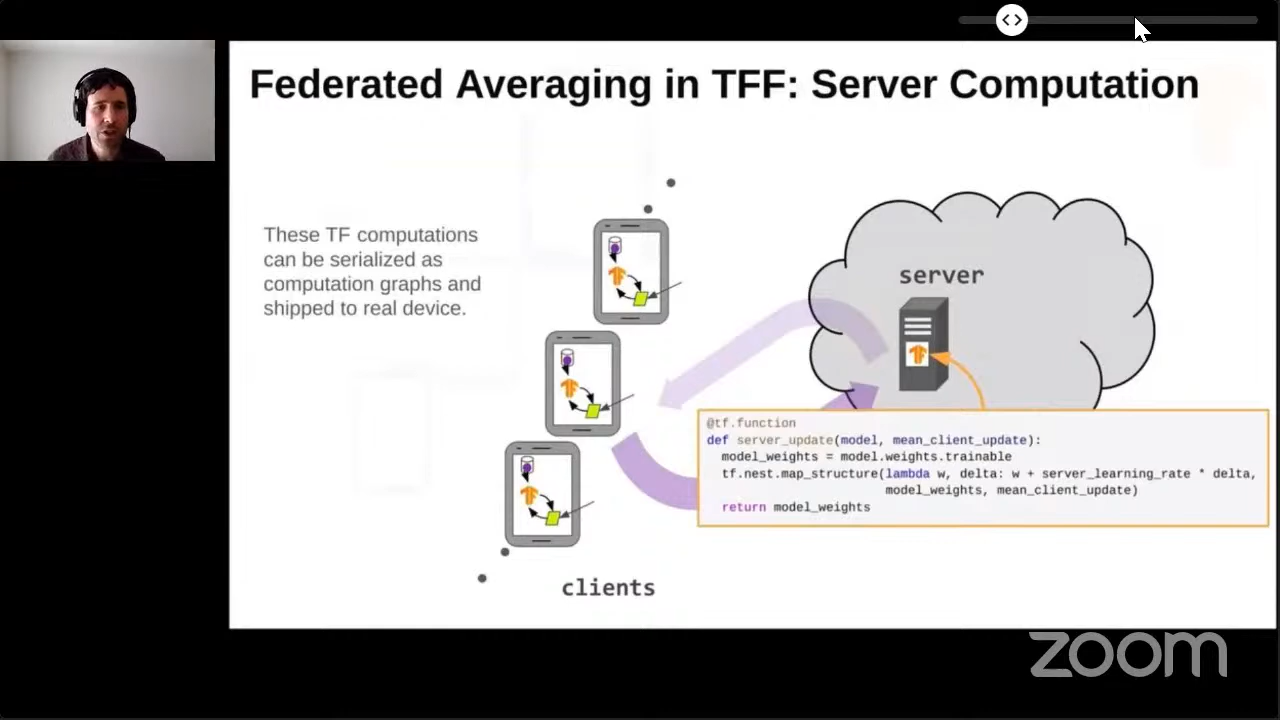 Federated Averaging in TFF: Server Computation
These TF computations
can be serialized as
computation graphs and
shipped to real device.
server
@tf.function
def server_update(model, mean_client_update):
  model_weights = model.weights.trainable
  tf.nest.map_structure(lambda w, delta: w + server_learning_rate * delta,
                        model_weights, mean_client_update)
  return model_weights
clients
zoom